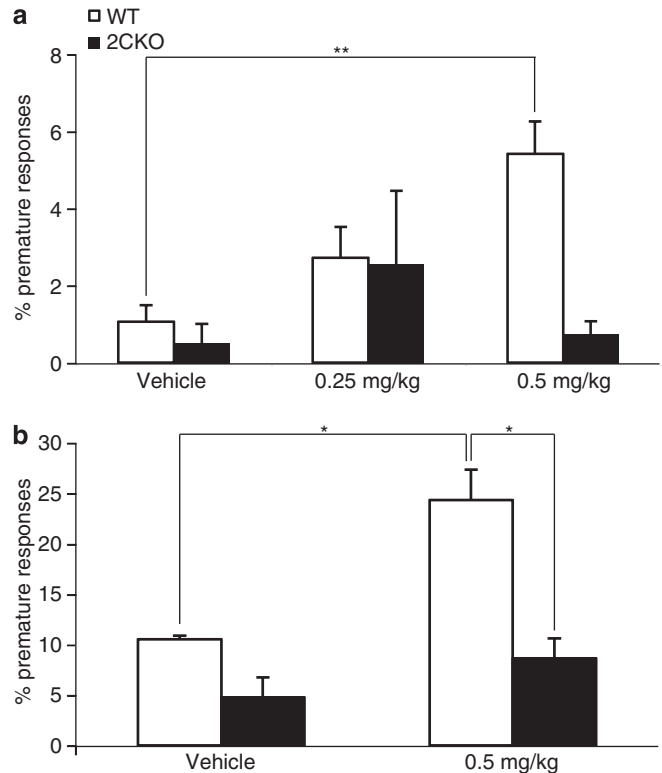 a
WT
2CKO
**
8
6
4
2
0
% premature responses
Vehicle 0.25 mg/kg 0.5 mg/kg
b
* *
30
25
20
15
10
5
0
% premature responses
Vehicle 0.5 mg/kg